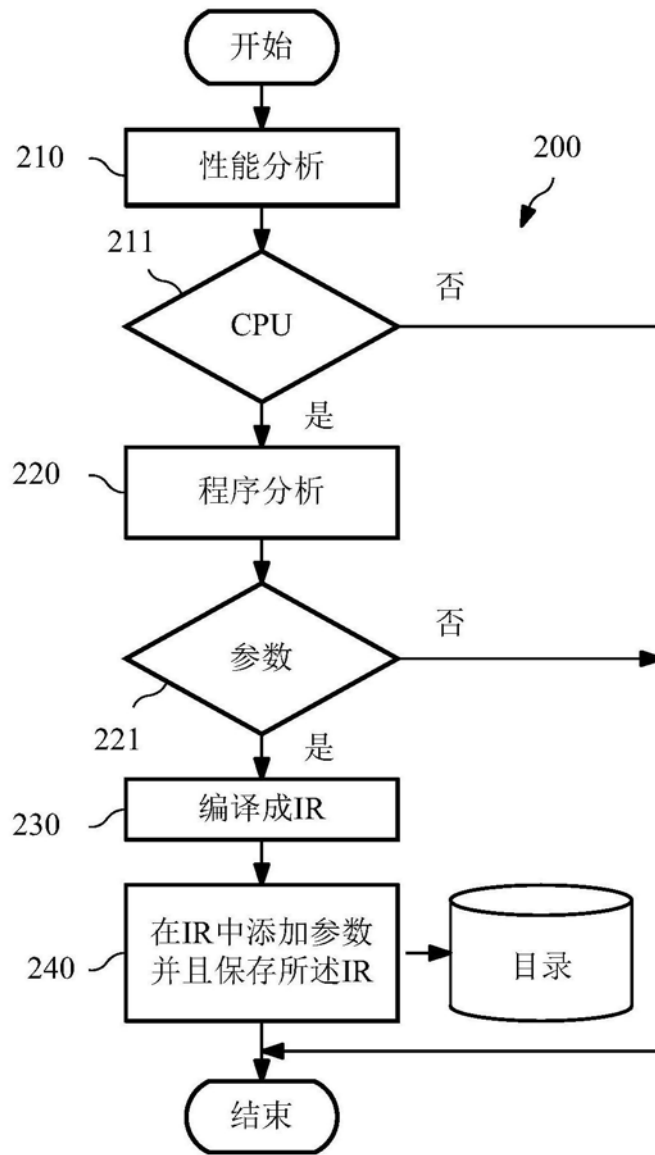 开始
210
性能分析
200
211
CPU
否
是
220
程序分析
参数
否
221
是
230
编译成IR
240
在IR中添加参数
并且保存所述IR
目录
结束